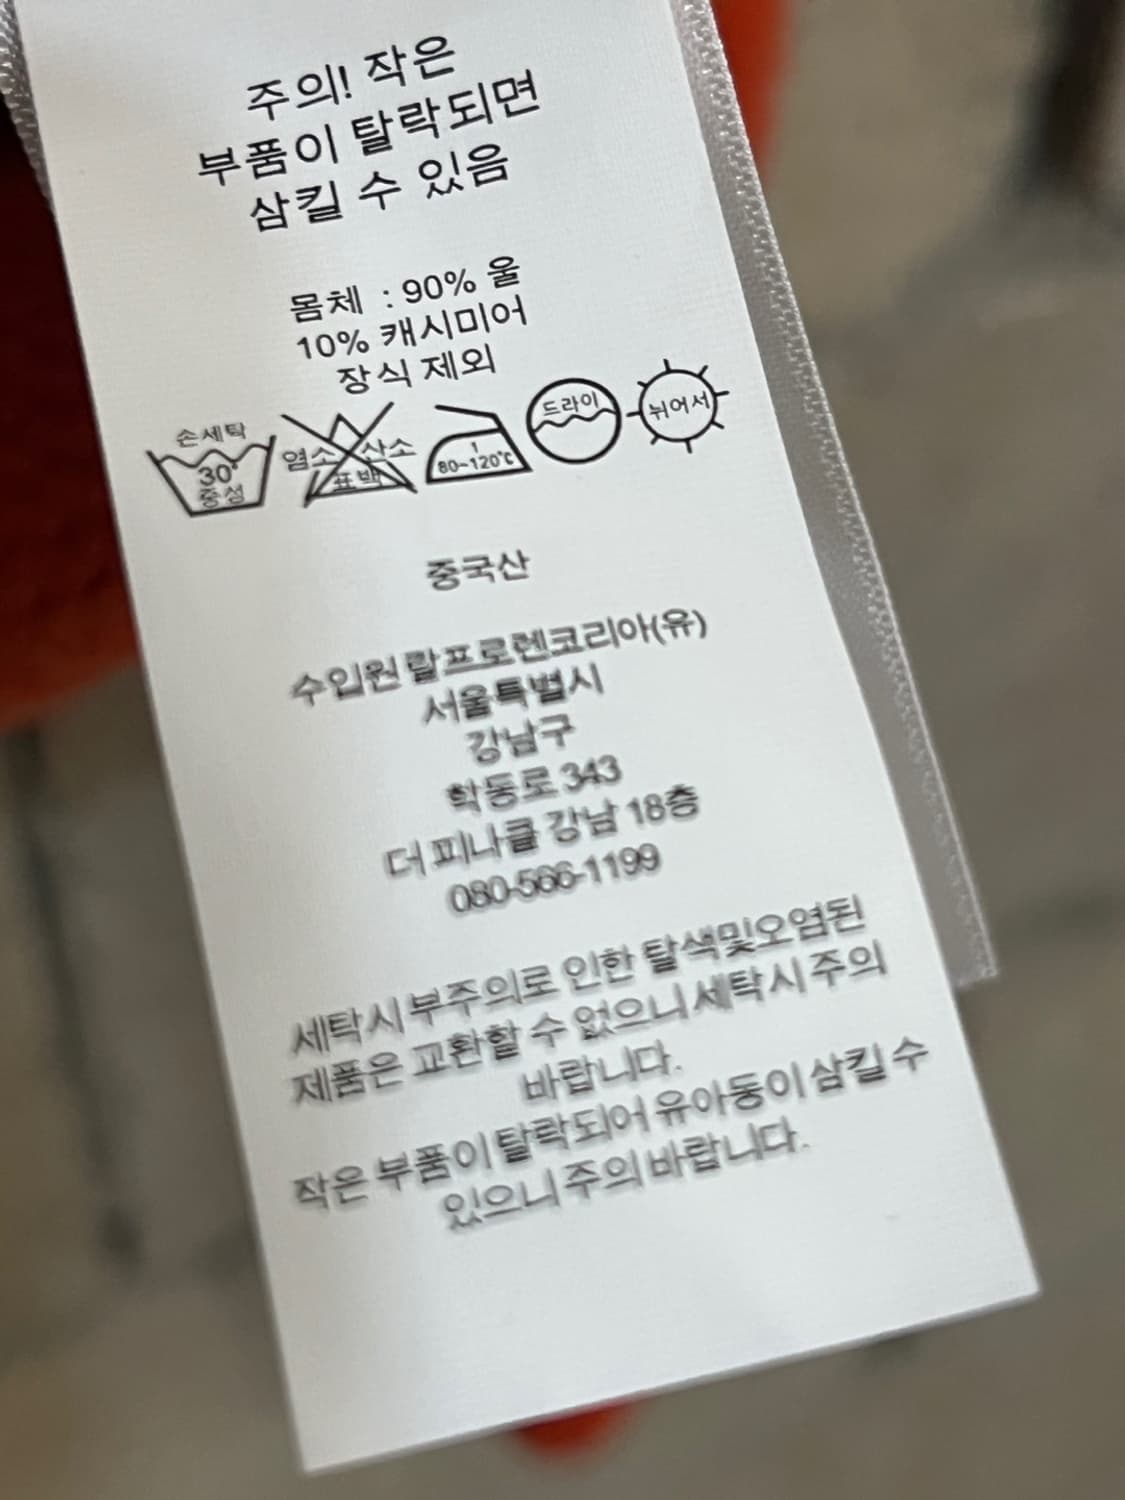 주의! 작은
부품이 탈락되면
삼킬 수 있음
몸체 : 90% 울
10% 캐시미어
장식 제외
손세탁
30°
중성
염소 산소
표백
80~120℃
드라이
뉘어서
중국산
수입원 랄프로렌코리아(유)
서울특별시
강남구
학동로 343
더 피나클 강남 18층
080-566-1199
세탁시 부주의로 인한 탈색및오염된
제품은 교환할 수 없으니 세탁시 주의
바랍니다.
작은 부품이 탈락되어 유아동이 삼킬 수
있으니 주의 바랍니다.